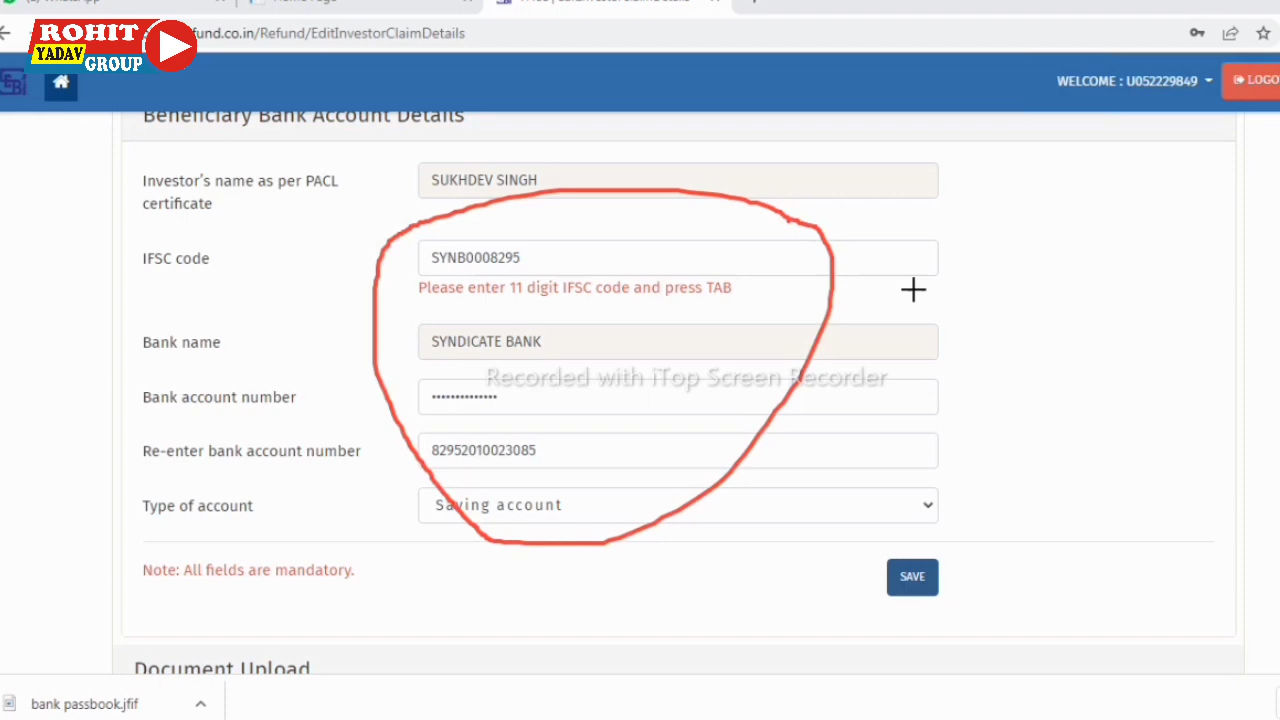 Home Page
ROHIT
YADAV
GROUP
fund.co.in/Refund/EditInvestorClaimDetails
SEBI
WELCOME : U052229849
LOGO
Beneficiary Bank Account Details
Investor's name as per PACL
certificate
SUKHDEV SINGH
IFSC code
SYNB0008295
Please enter 11 digit IFSC code and press TAB
Bank name
SYNDICATE BANK
Recorded with iTop Screen Recorder
Bank account number
••••••••••••••
Re-enter bank account number
82952010023085
Type of account
Saving account
Note: All fields are mandatory.
SAVE
Document Upload
bank passbook.jfif